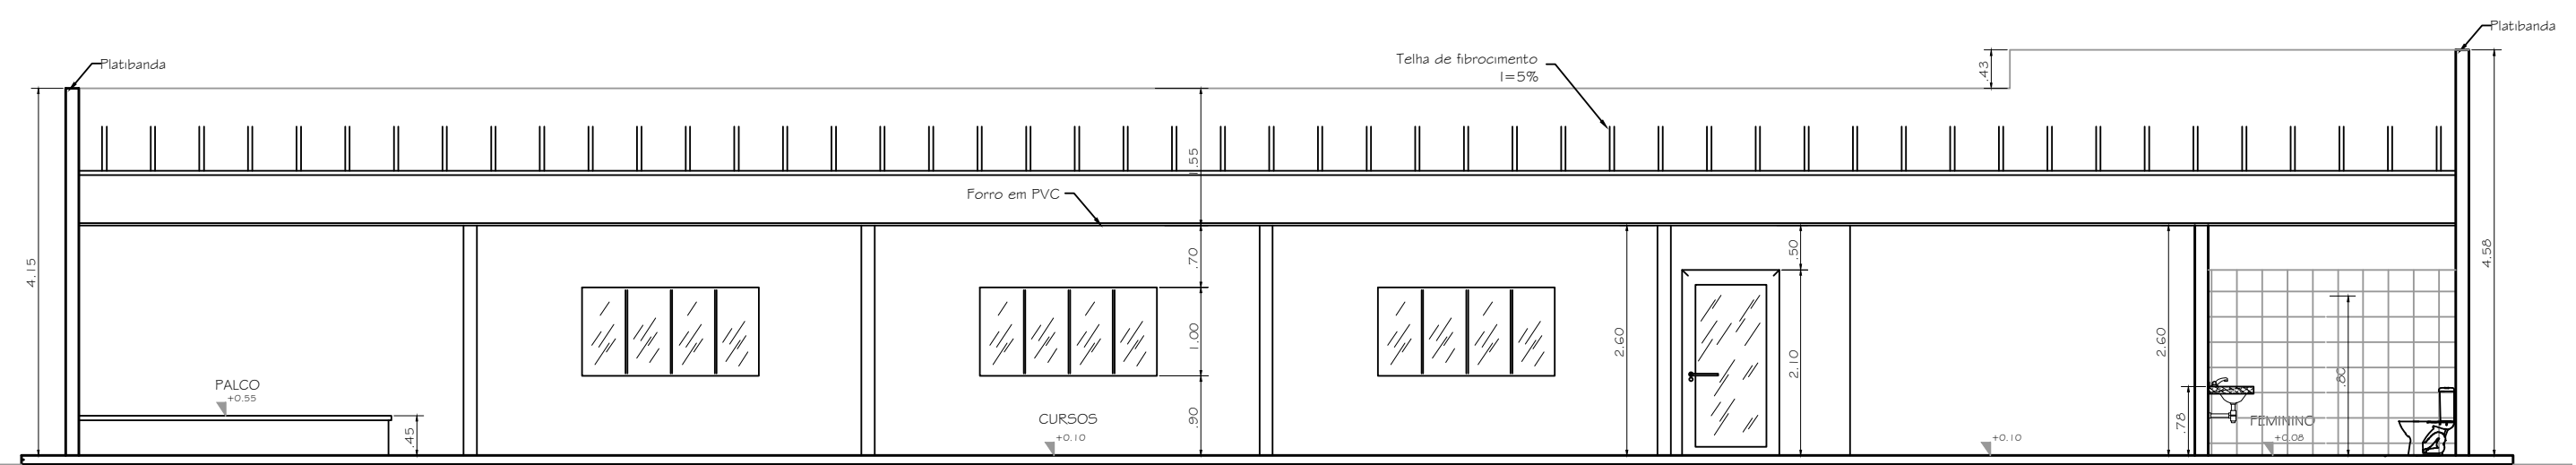 Platibanda
Platibanda
Telha de fibrocimento
I=5%
.43
1.55
Forro em PVC
4.15
.70
.50
4.58
1.00
2.60
2.10
2.60
.80
PALCO
+0.55
.45
CURSOS
+0.10
.90
+0.10
.78
FEMININO
+0.08